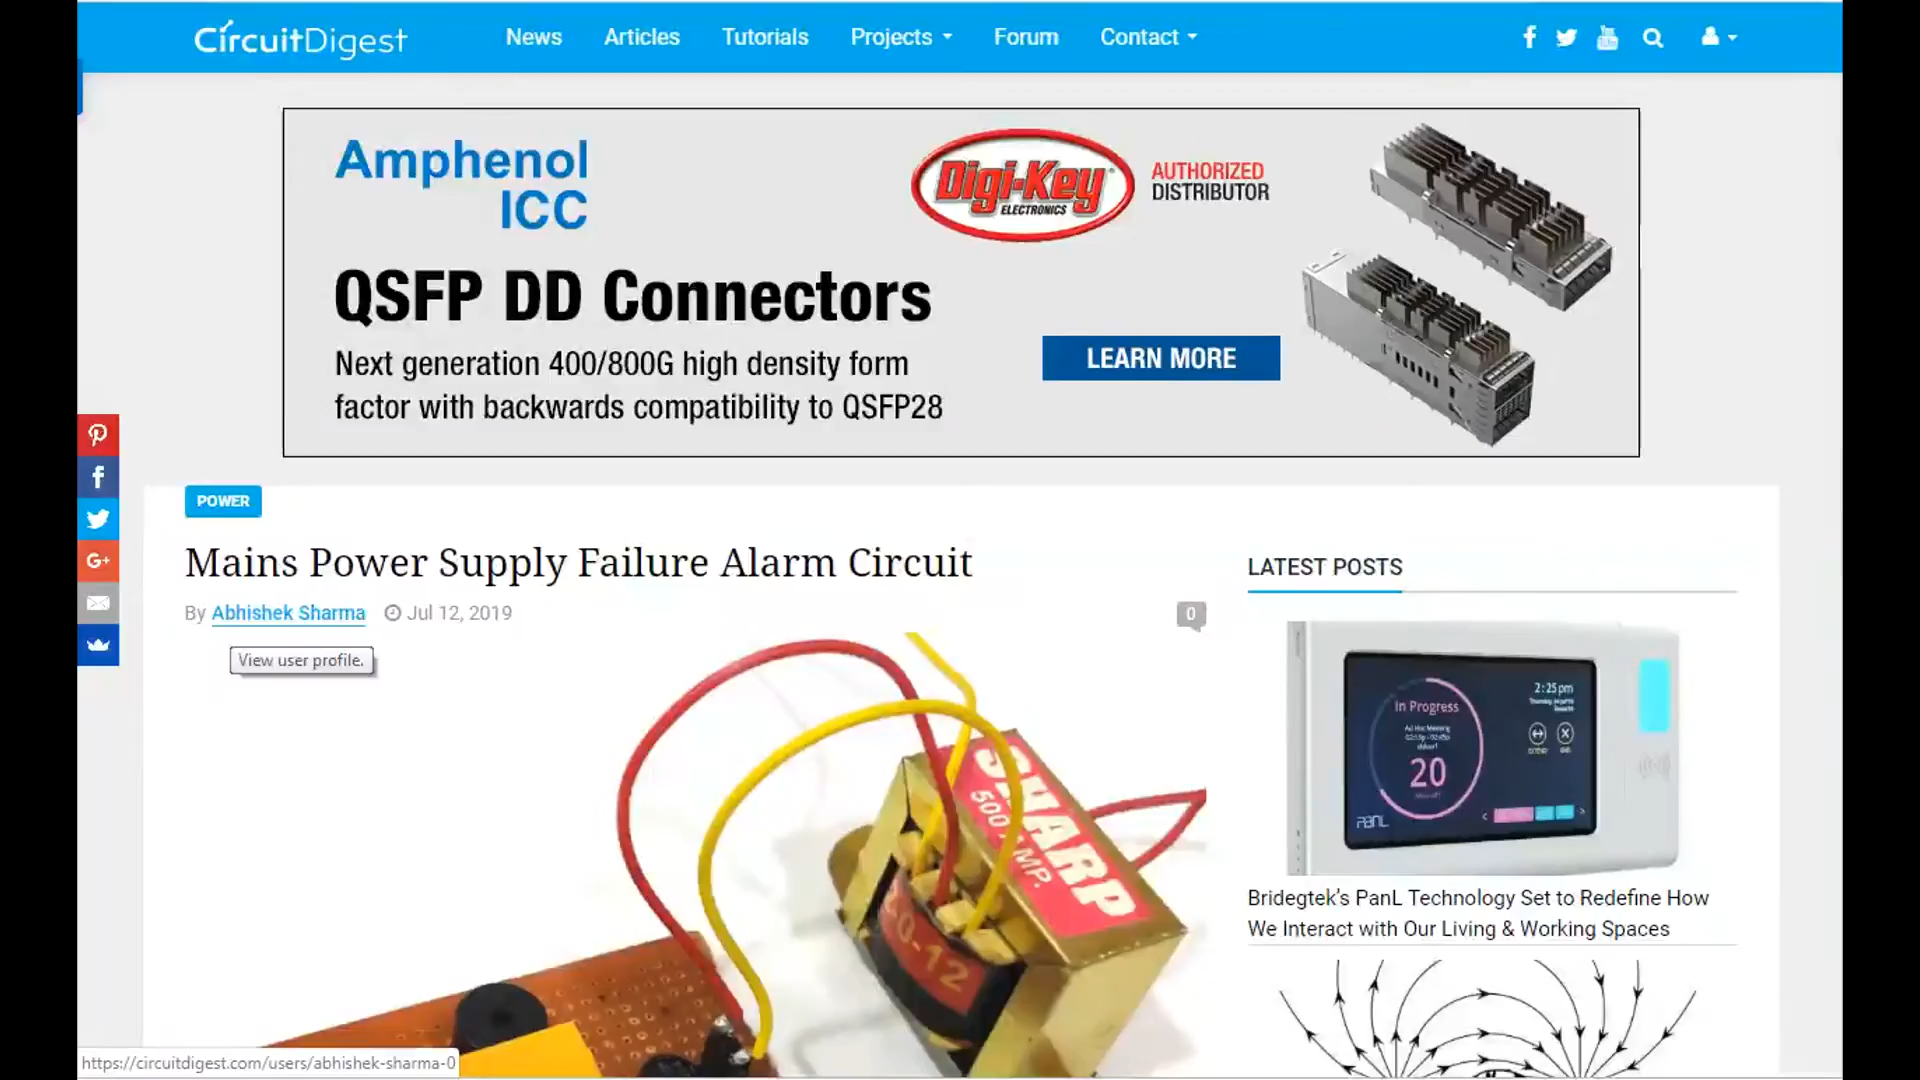 CircuitDigest
News Articles Tutorials Projects Forum Contact
Amphenol
ICC
Digi-Key
ELECTRONICS
AUTHORIZED
DISTRIBUTOR
QSFP DD Connectors
Next generation 400/800G high density form
factor with backwards compatibility to QSFP28
LEARN MORE
POWER
Mains Power Supply Failure Alarm Circuit
By Abhishek Sharma Jul 12, 2019
0
View user profile.
SHARP
500 AMP.
LATEST POSTS
2:25pm
In Progress
20
PanL
Bridegtek's PanL Technology Set to Redefine How
We Interact with Our Living & Working Spaces
https://circuitdigest.com/users/abhishek-sharma-0